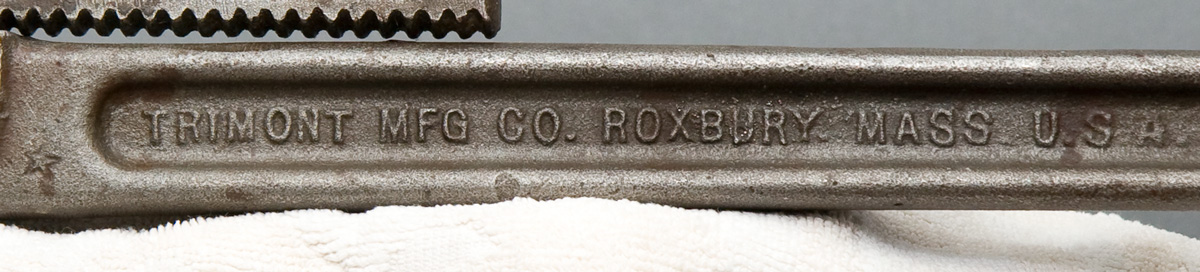 TRIMONT MFG CO. ROXBURY. MASS. U.S.A.